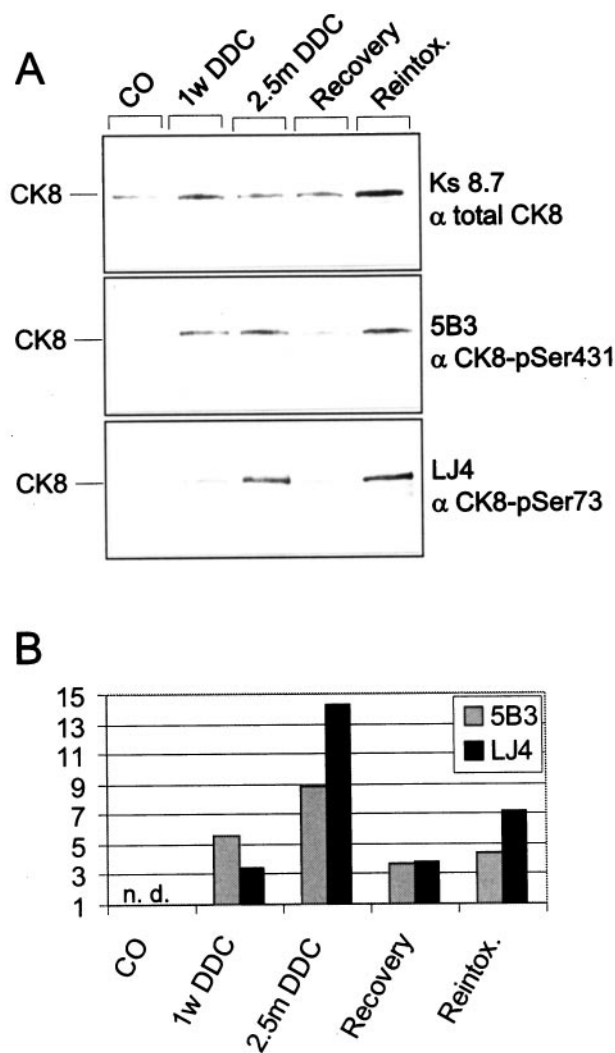 A
CO
1w DDC
2.5m DDC
Recovery
Reintox.
CK8
Ks 8.7
α total CK8
CK8
5B3
α CK8-pSer431
CK8
LJ4
α CK8-pSer73
B
15
13
11
9
7
5
3
1
5B3
LJ4
n. d.
CO
1w DDC
2.5m DDC
Recovery
Reintox.